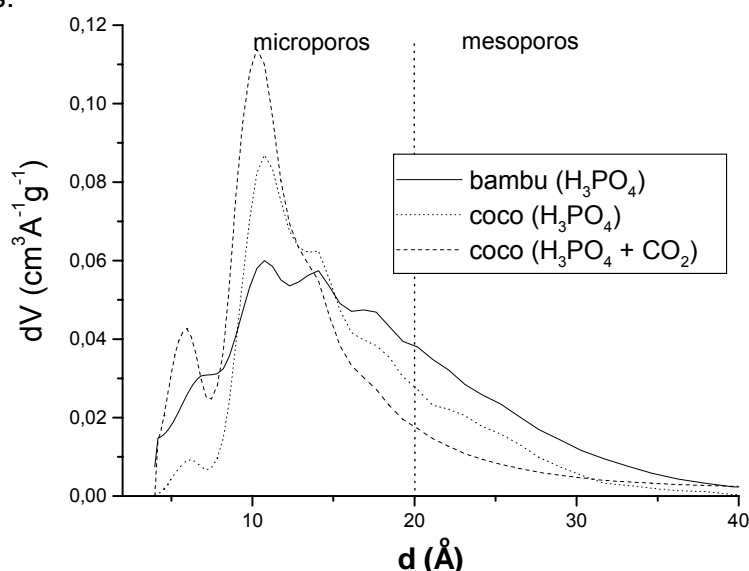 s.
0,12
microporos
mesoporos
0,10
bambu (H₃PO₄)
0,08
coco (H₃PO₄)
coco (H₃PO₄ + CO₂)
0,06
dV (cm³A⁻¹g⁻¹)
0,04
0,02
0,00
10
20
30
40
d (Å)